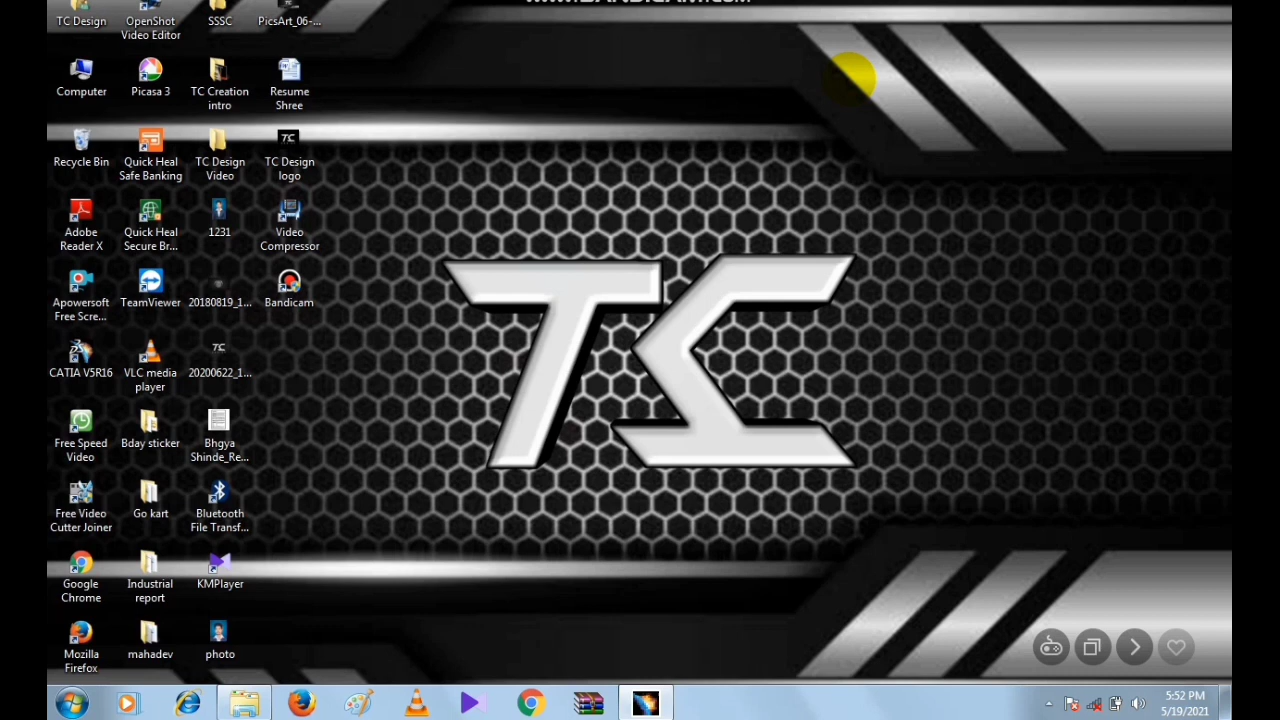 TC Design
OpenShot
Video Editor
SSSC
PicsArt_06-...
Computer
Picasa 3
TC Creation
intro
Resume
Shree
Recycle Bin
Quick Heal
Safe Banking
TC Design
Video
TC Design
logo
Adobe
Reader X
Quick Heal
Secure Br...
1231
Video
Compressor
Apowersoft
Free Scre...
TeamViewer
20180819_1...
Bandicam
CATIA V5R16
VLC media
player
20200622_1...
Free Speed
Video
Bday sticker
Bhgya
Shinde_Re...
Free Video
Cutter Joiner
Go kart
Bluetooth
File Transf...
Google
Chrome
Industrial
report
KMPlayer
Mozilla
Firefox
mahadev
photo
TC
5:52 PM
5/19/2021